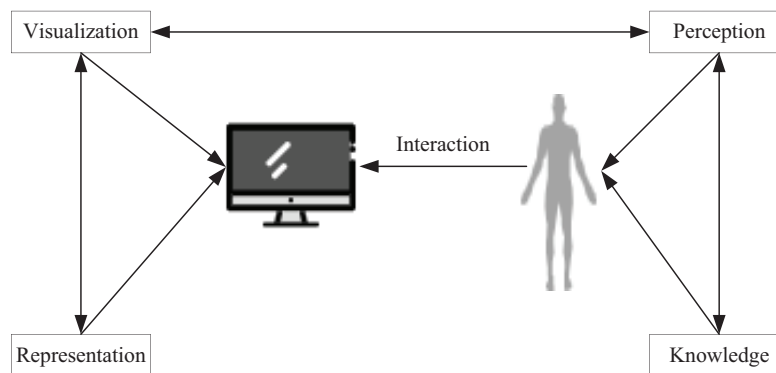 Visualization
Perception
Interaction
Representation
Knowledge